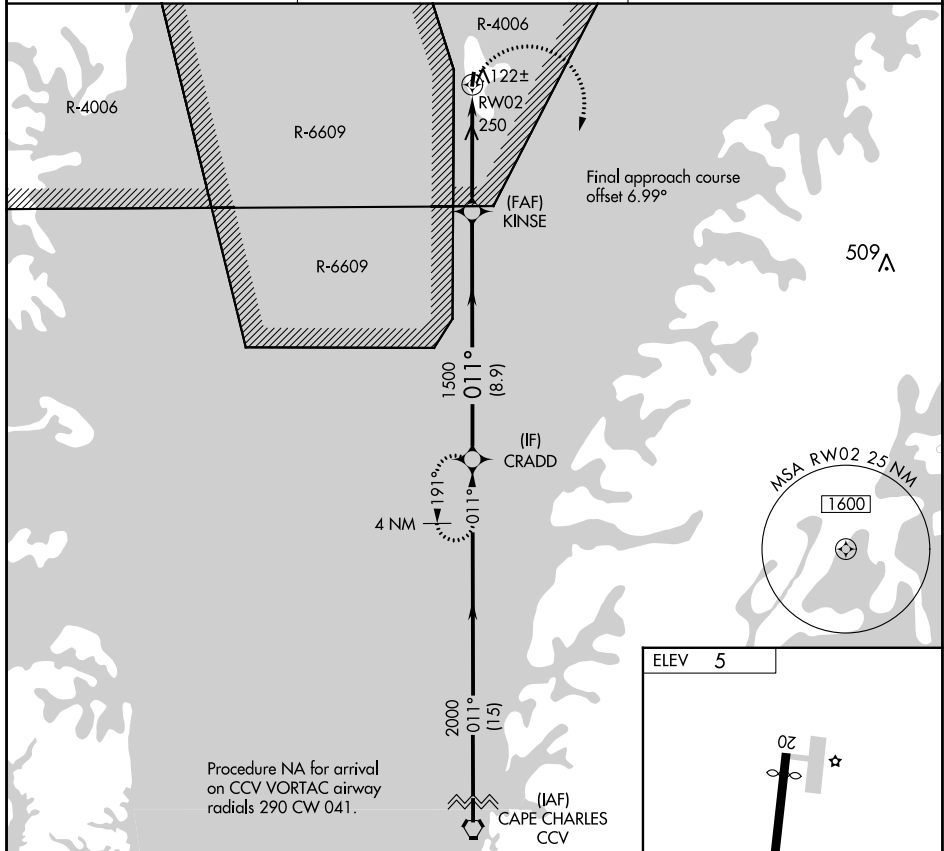 R-4006
R-4006
122±
RW02
250
R-6609
Final approach course
offset 6.99°
(FAF)
KINSE
509
R-6609
1500
011°
(8.9)
(IF)
CRADD
MSA RW02 25 NM
1600
191°
011°
4 NM
ELEV 5
2000
011°
(15)
20
Procedure NA for arrival
on CCV VORTAC airway
radials 290 CW 041.
(IAF)
CAPE CHARLES
CCV